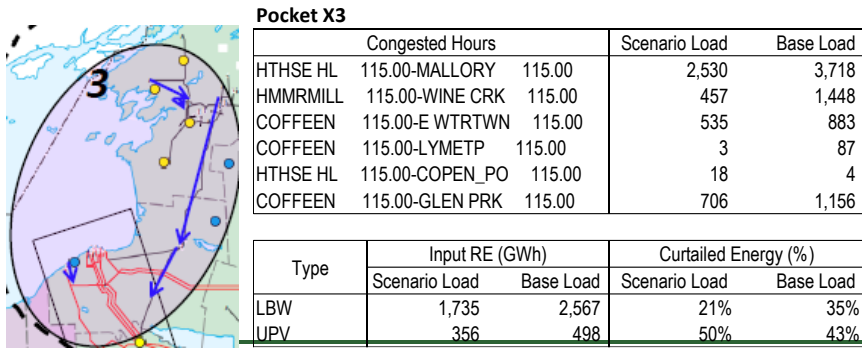 Pocket X3
3
Congested Hours Scenario Load Base Load
HTHSE HL 115.00-MALLORY 115.00 2,530 3,718
HMMRMILL 115.00-WINE CRK 115.00 457 1,448
COFFEEN 115.00-E WTRTWN 115.00 535 883
COFFEEN 115.00-LYMETP 115.00 3 87
HTHSE HL 115.00-COPEN_PO 115.00 18 4
COFFEEN 115.00-GLEN PRK 115.00 706 1,156
Type Input RE (GWh) Curtailed Energy (%)
Scenario Load Base Load Scenario Load Base Load
LBW 1,735 2,567 21% 35%
UPV 356 498 50% 43%